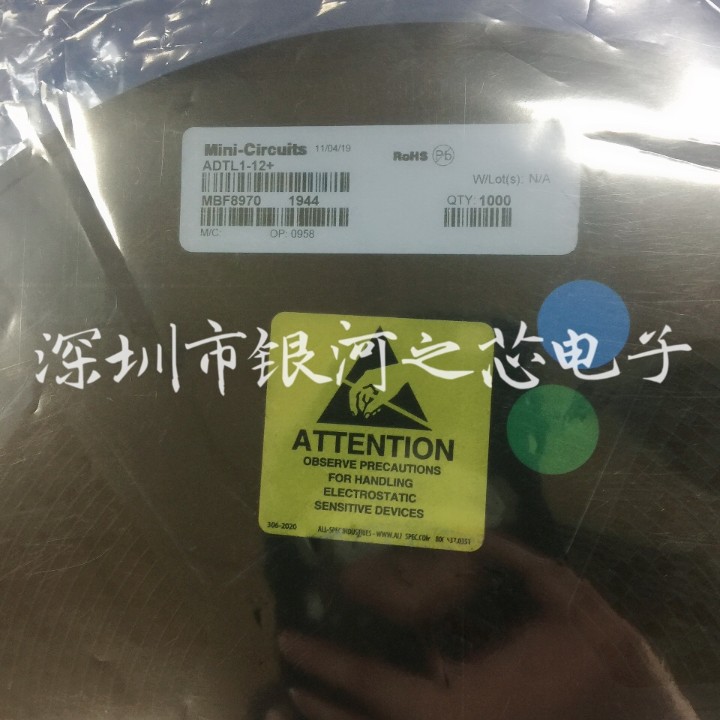 Mini-Circuits 11/04/19
RoHS Pb
ADTL1-12+
W/Lot(s): N/A
MBF8970 1944
QTY: 1000
M/C: OP: 0958
深圳市银河之芯电子
ATTENTION
OBSERVE PRECAUTIONS
FOR HANDLING
ELECTROSTATIC
SENSITIVE DEVICES
306-2020